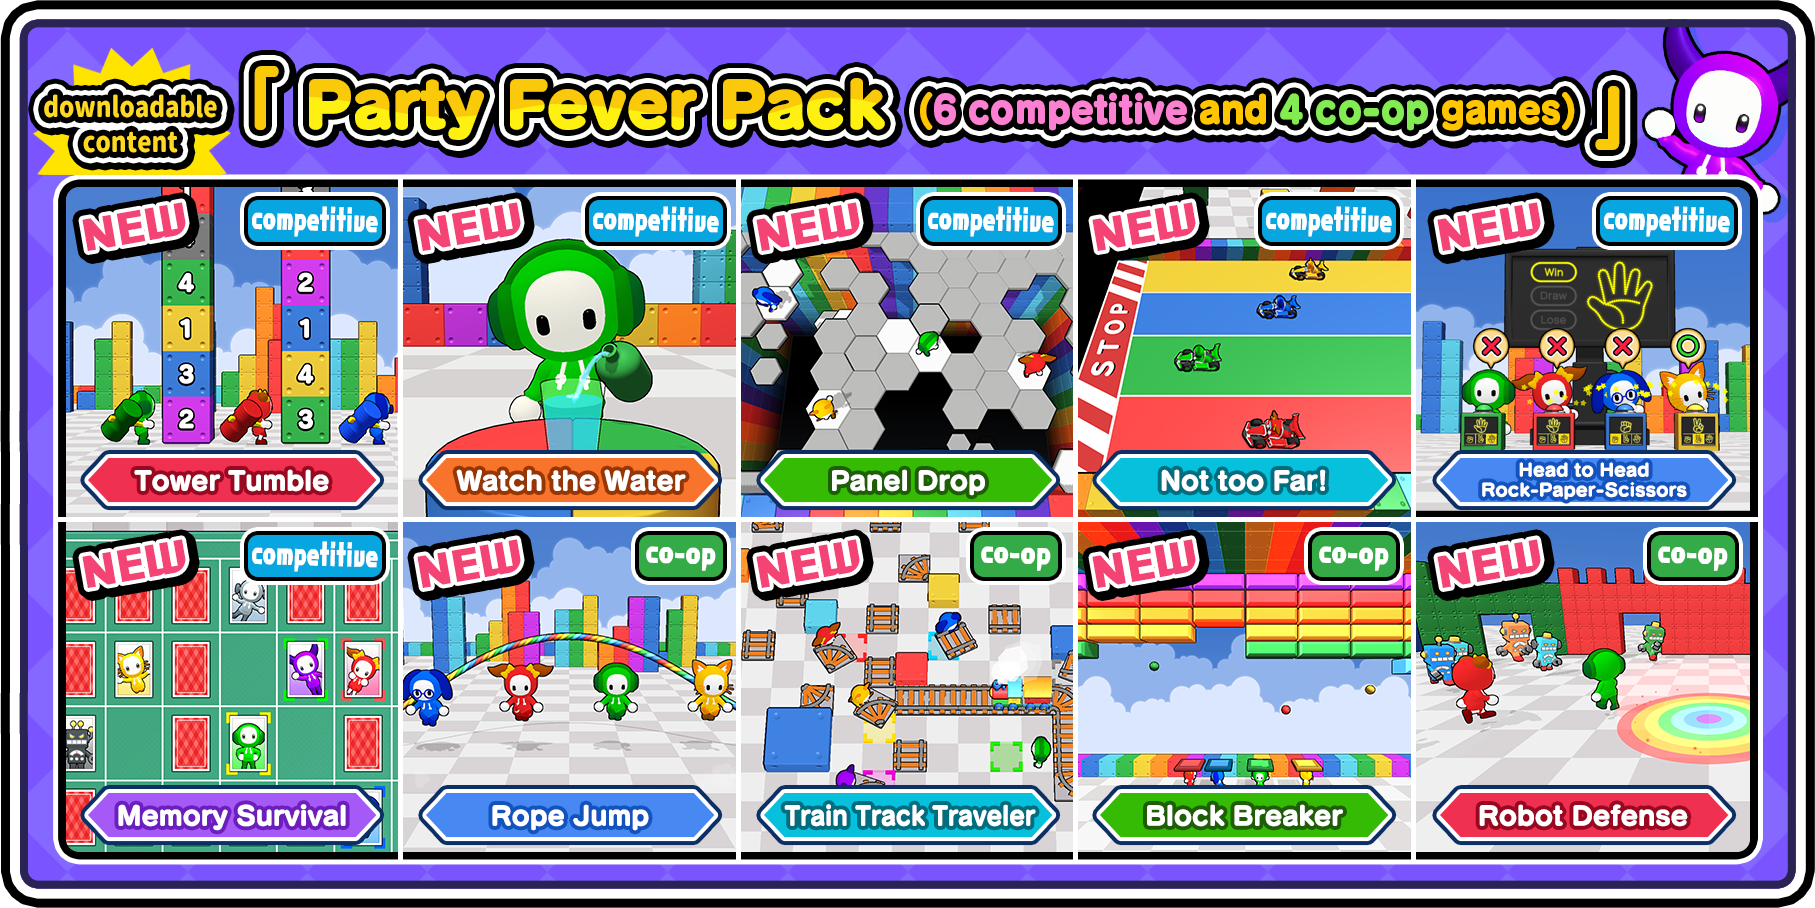 downloadable
content
「Party Fever Pack (6 competitive and 4 co-op games)」
NEW
competitive
4
1
3
2
2
1
4
3
Tower Tumble
NEW
competitive
Watch the Water
NEW
competitive
Panel Drop
NEW
competitive
STOP
Not too Far!
NEW
competitive
Win
Draw
Lose
Head to Head
Rock-Paper-Scissors
NEW
competitive
Memory Survival
NEW
co-op
Rope Jump
NEW
co-op
Train Track Traveler
NEW
co-op
Block Breaker
NEW
co-op
Robot Defense